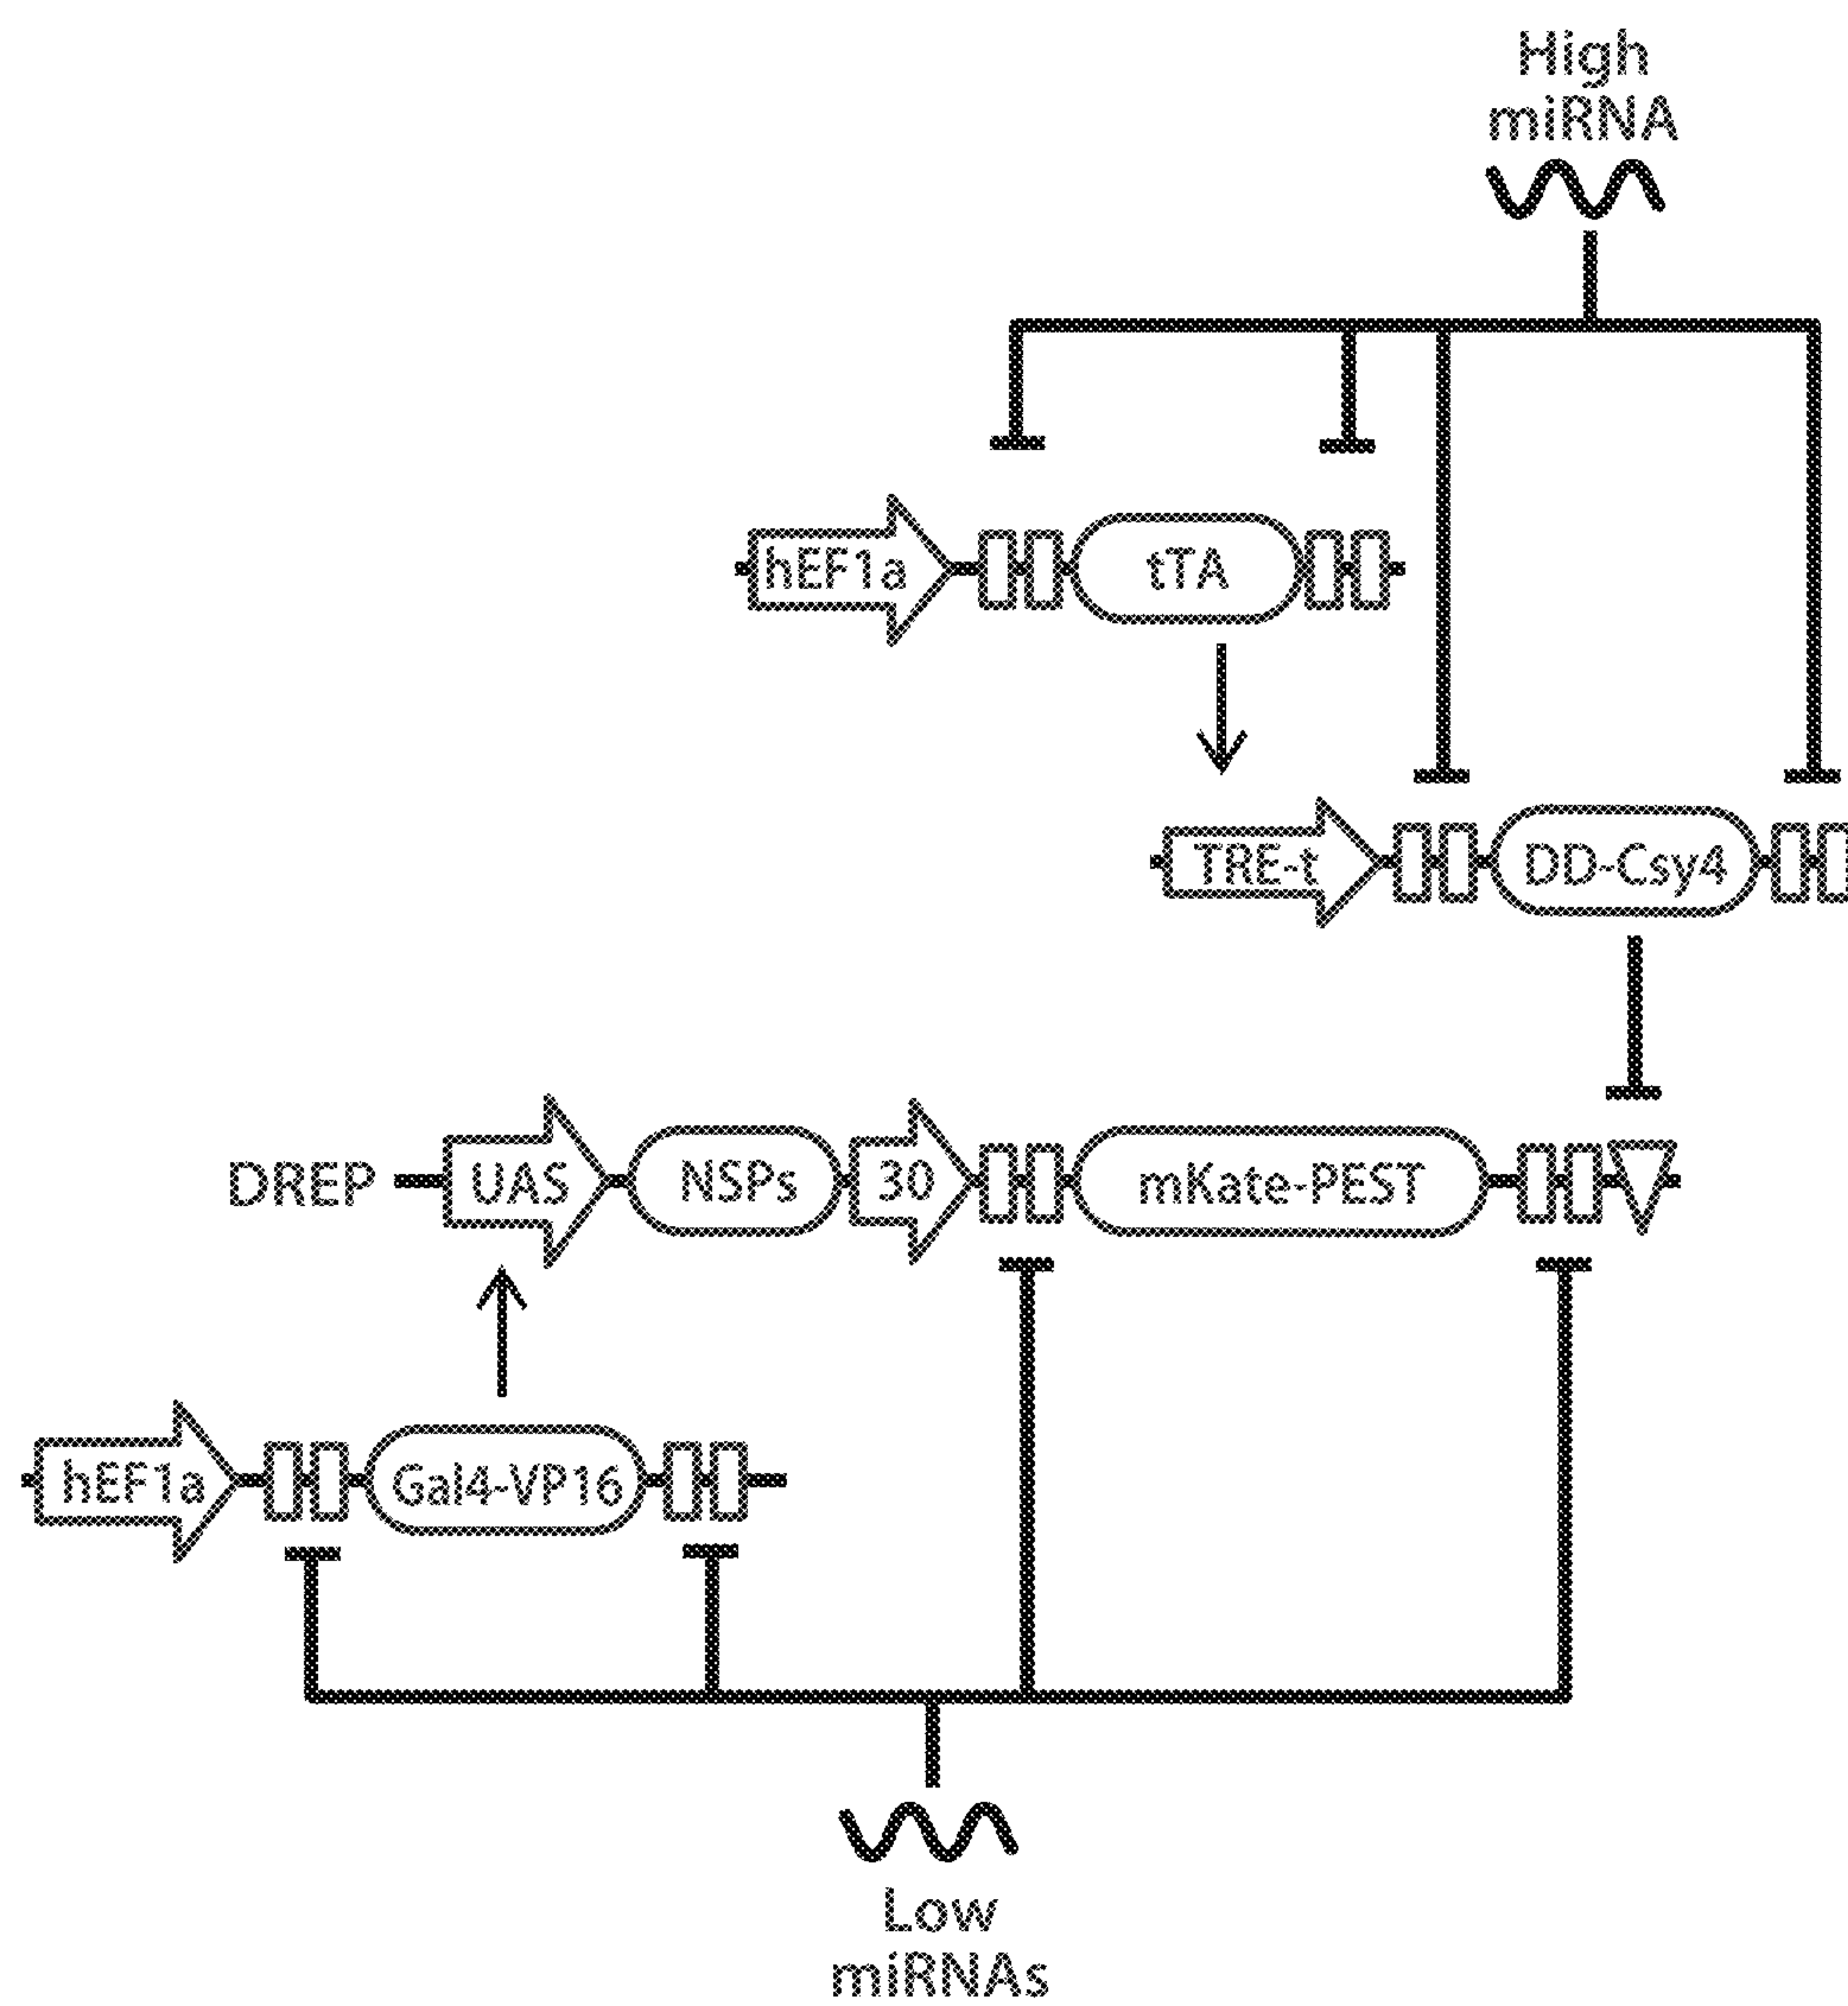 High
miRNA
hEF1a tTA
TRE-t DD-Csy4
DREP UAS NSPs 30 mKate-PEST
hEF1a Gal4-VP16
Low
miRNAs